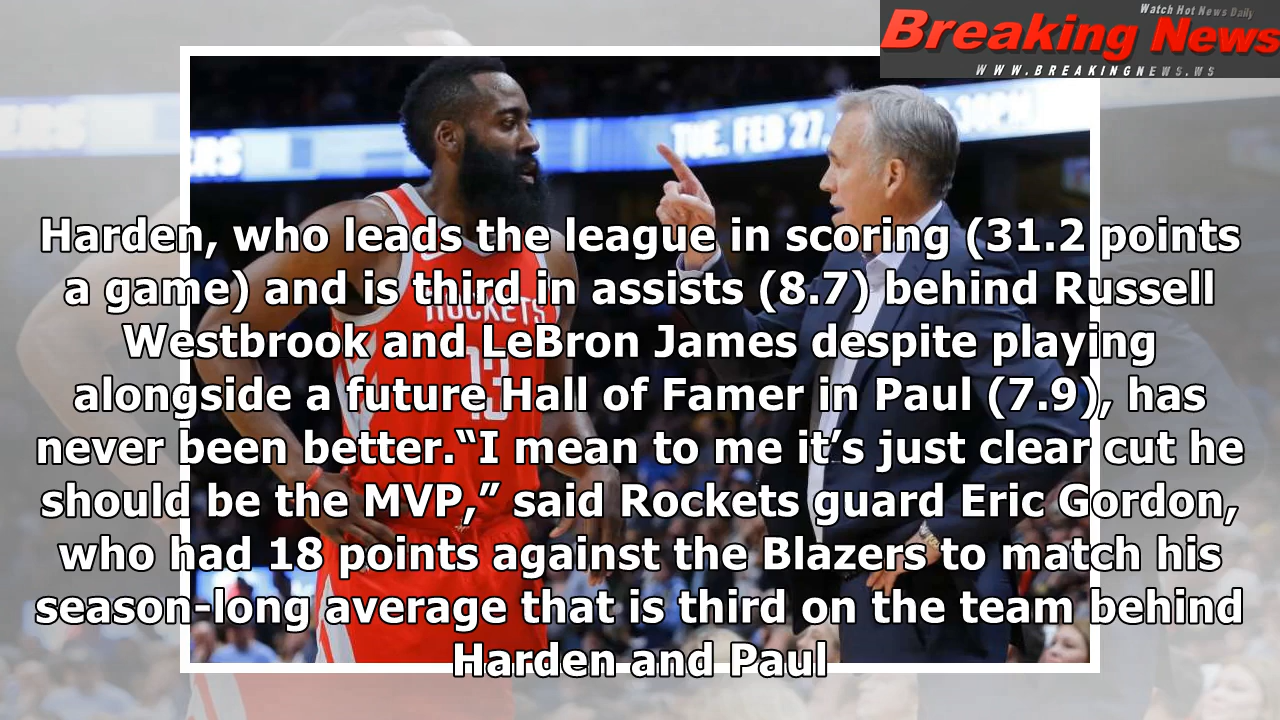 Watch Hot News Daily
Breaking News
WWW.BREAKINGNEWS.WS
TUE. FEB 27,
:30PM
ERS
Harden, who leads the league in scoring (31.2 points
a game) and is third in assists (8.7) behind Russell
Westbrook and LeBron James despite playing
alongside a future Hall of Famer in Paul (7.9), has
never been better.“I mean to me it’s just clear cut he
should be the MVP,” said Rockets guard Eric Gordon,
who had 18 points against the Blazers to match his
season-long average that is third on the team behind
Harden and Paul
ROCKETS
13